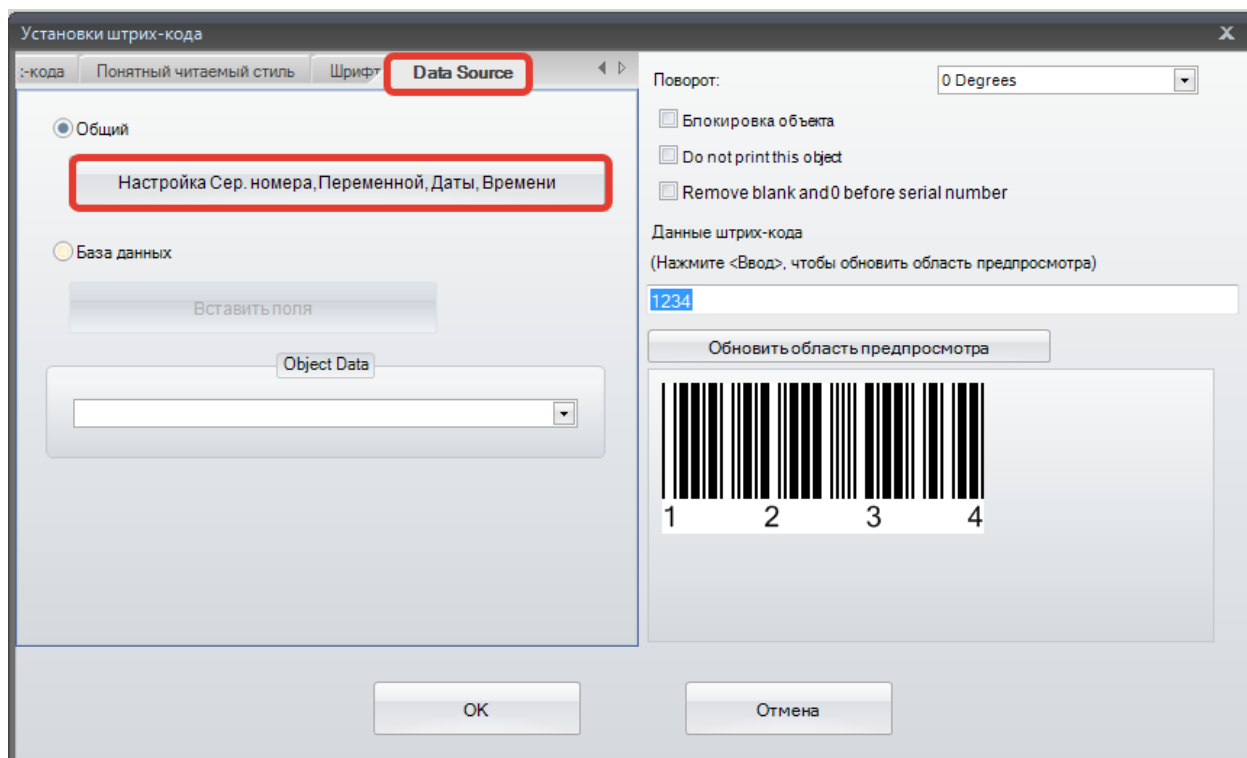 Установки штрих-кода X
:-кода Понятный читаемый стиль Шрифт Data Source
Общий
Настройка Сер. номера, Переменной, Даты, Времени
База данных
Вставить поля
Object Data
Поворот: 0 Degrees
Блокировка объекта
Do not print this object
Remove blank and 0 before serial number
Данные штрих-кода
(Нажмите <Ввод>, чтобы обновить область предпросмотра)
1234
Обновить область предпросмотра
1 2 3 4
OK Отмена